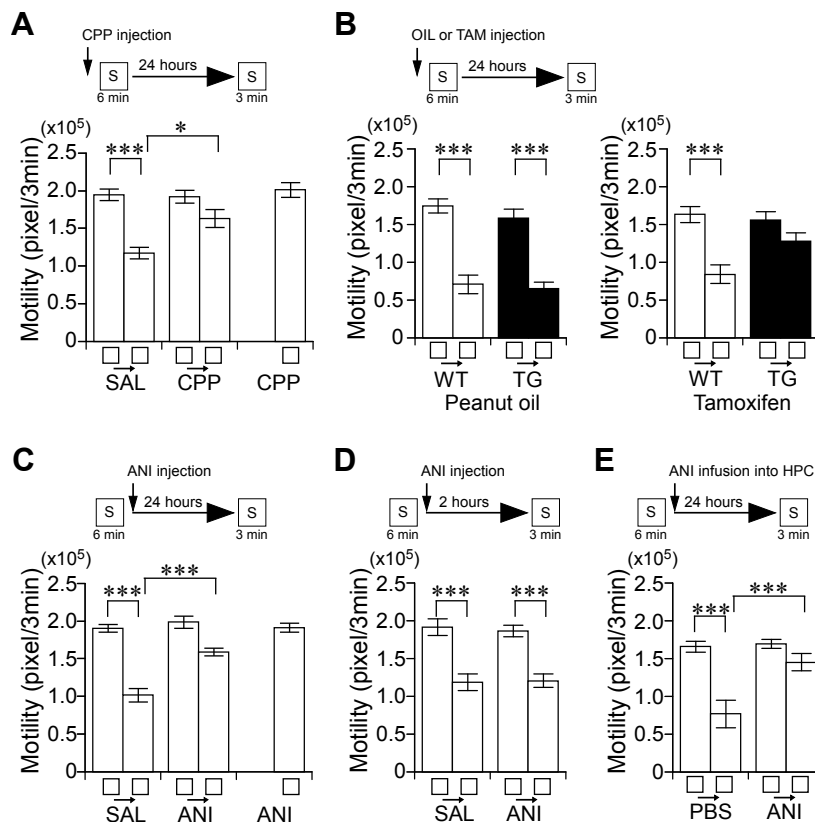 A
CPP injection
S
24 hours
S
6 min
3 min
(x10⁵)
Motility (pixel/3min)
2.5
2.0
1.5
1.0
0.5
0
***
*
SAL
CPP
CPP
B
OIL or TAM injection
S
24 hours
S
6 min
3 min
(x10⁵)
Motility (pixel/3min)
2.5
2.0
1.5
1.0
0.5
0
***
***
WT
TG
Peanut oil
(x10⁵)
Motility (pixel/3min)
2.5
2.0
1.5
1.0
0.5
0
***
WT
TG
Tamoxifen
C
ANI injection
S
24 hours
S
6 min
3 min
(x10⁵)
Motility (pixel/3min)
2.5
2.0
1.5
1.0
0.5
0
***
***
SAL
ANI
ANI
D
ANI injection
S
2 hours
S
6 min
3 min
(x10⁵)
Motility (pixel/3min)
2.5
2.0
1.5
1.0
0.5
0
***
***
SAL
ANI
E
ANI infusion into HPC
S
24 hours
S
6 min
3 min
(x10⁵)
Motility (pixel/3min)
2.5
2.0
1.5
1.0
0.5
0
***
***
PBS
ANI